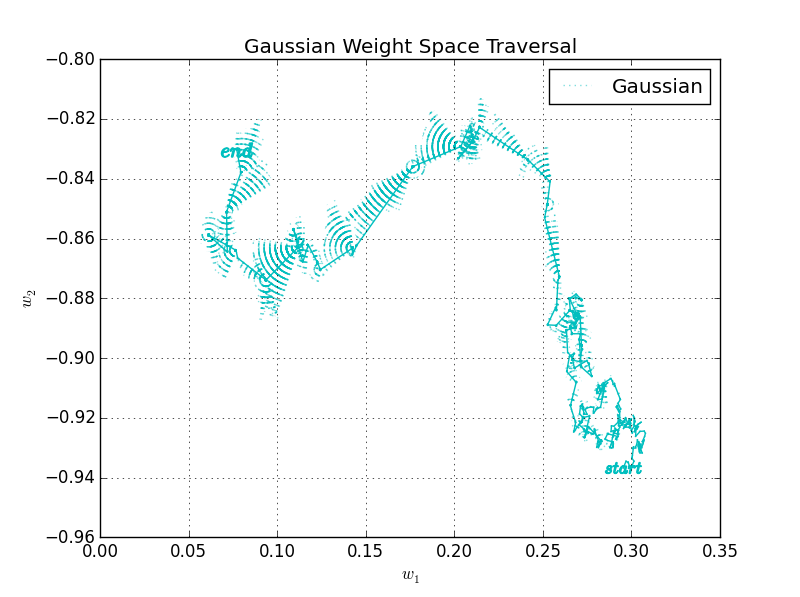 Gaussian Weight Space Traversal
Gaussian
end
start
−0.80
−0.82
−0.84
−0.86
−0.88
−0.90
−0.92
−0.94
−0.96
w₂
0.00 0.05 0.10 0.15 0.20 0.25 0.30 0.35
w₁